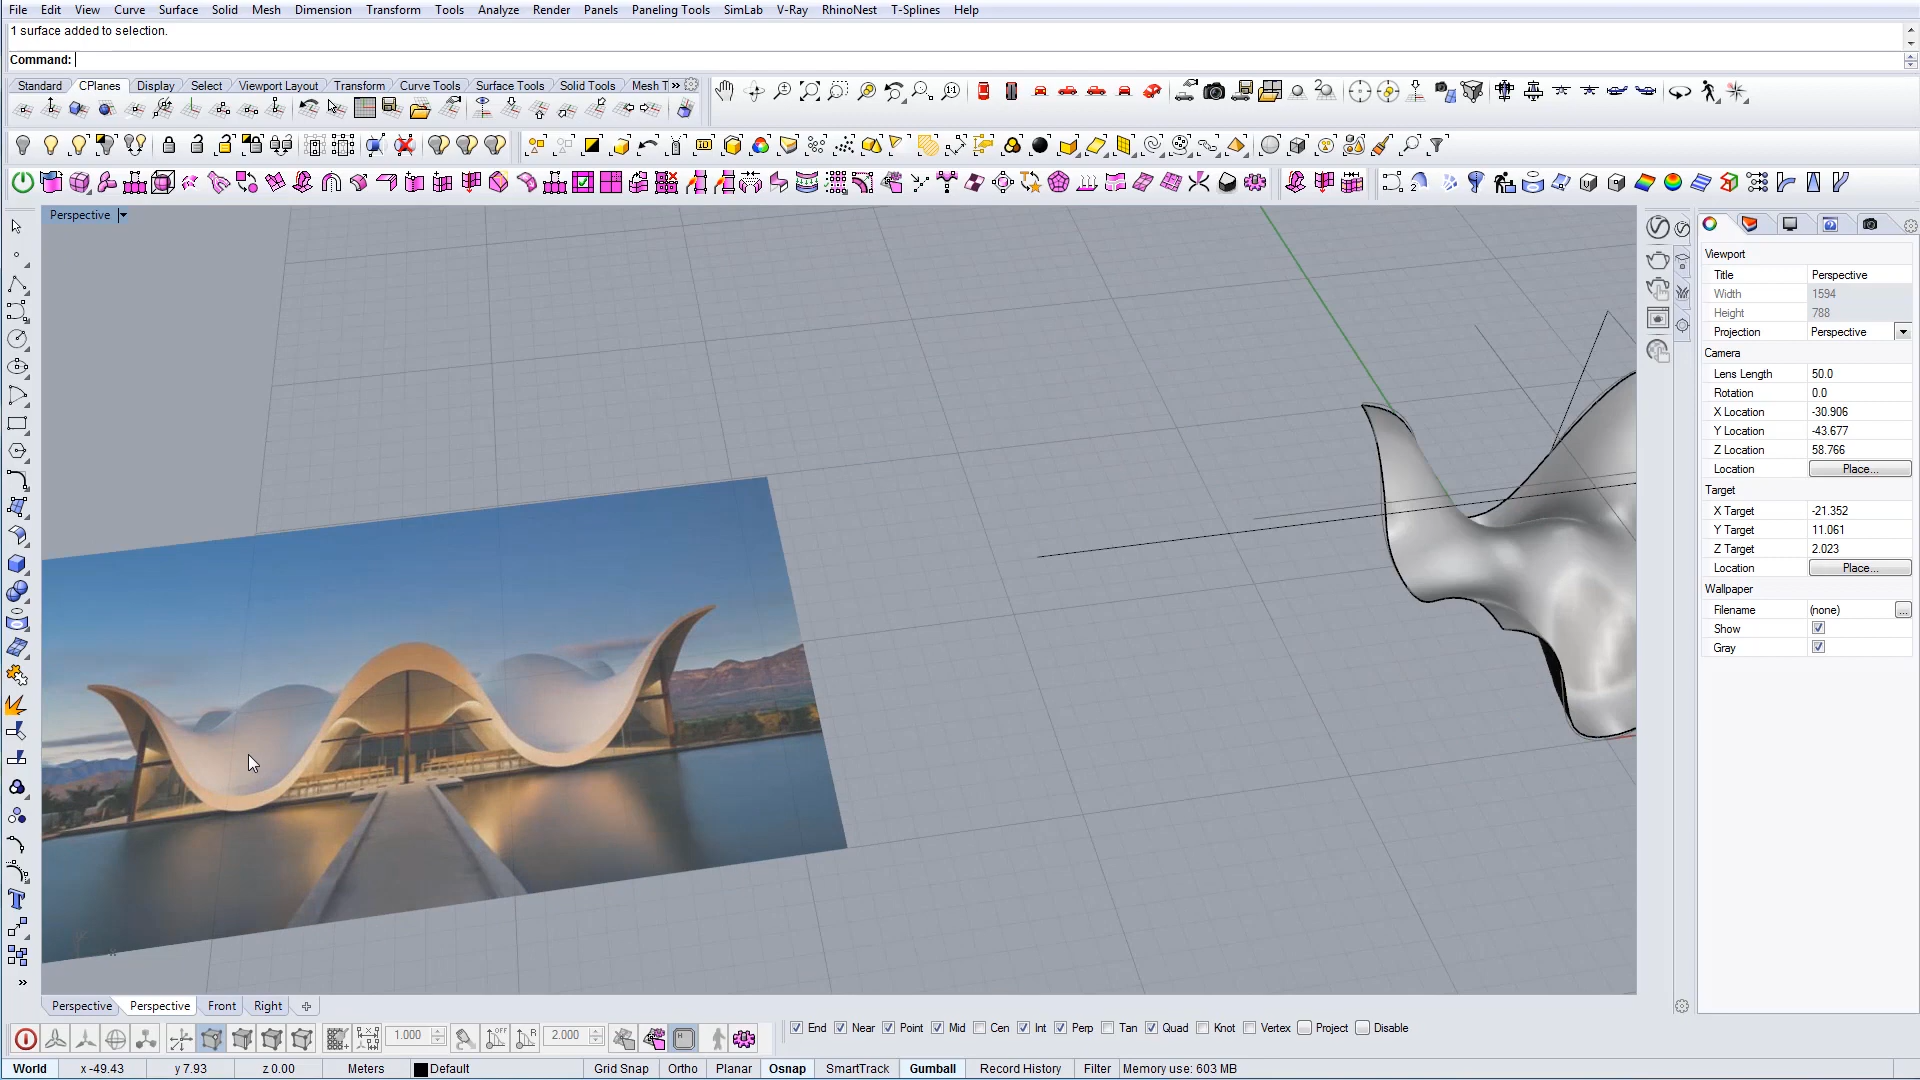 File Edit View Curve Surface Solid Mesh Dimension Transform Tools Analyze Render Panels Paneling Tools SimLab V-Ray RhinoNest T-Splines Help
1 surface added to selection.
Command:
Standard CPlanes Display Select Viewport Layout Transform Curve Tools Surface Tools Solid Tools Mesh T
Perspective
Viewport
Title Perspective
Width 1594
Height 788
Projection Perspective
Camera
Lens Length 50.0
Rotation 0.0
X Location -30.906
Y Location -43.677
Z Location 58.766
Location Place...
Target
X Target -21.352
Y Target 11.061
Z Target 2.023
Location Place...
Wallpaper
Filename (none) ...
Show
Gray
Perspective Perspective Front Right
1.000 2.000 End Near Point Mid Cen Int Perp Tan Quad Knot Vertex Project Disable
World x -49.43 y 7.93 z 0.00 Meters Default Grid Snap Ortho Planar Osnap SmartTrack Gumball Record History Filter Memory use: 603 MB